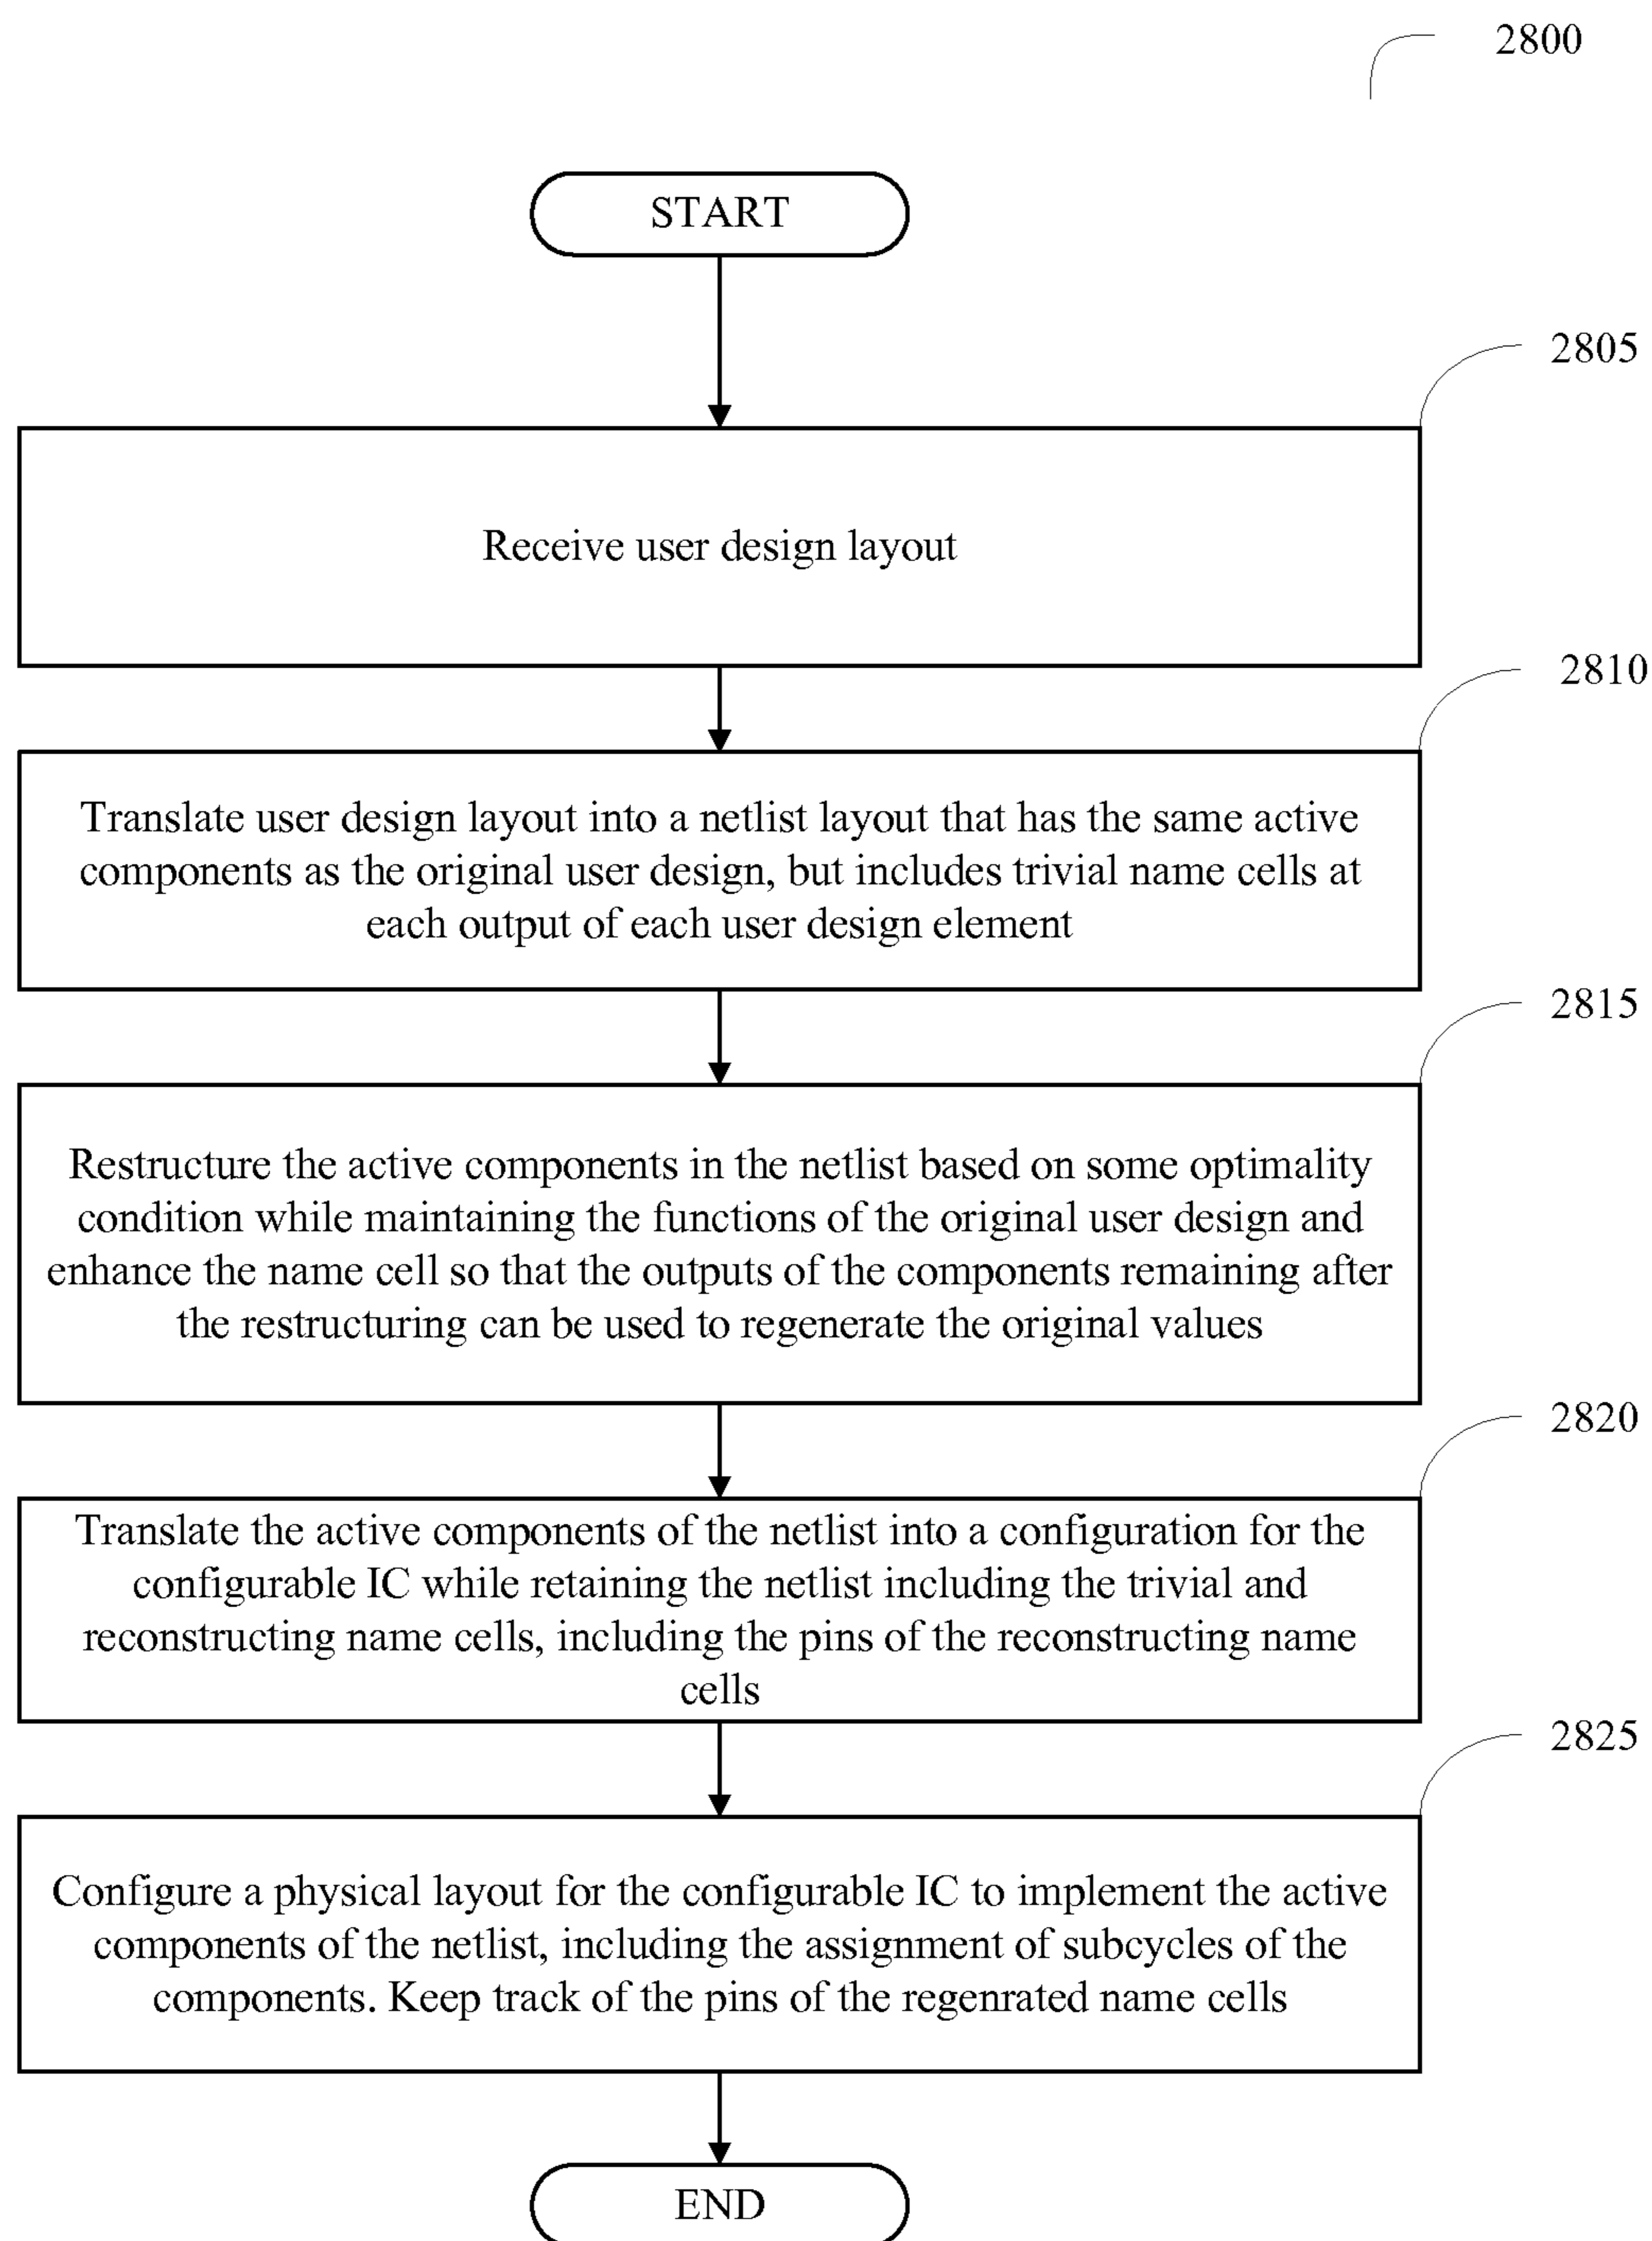 2800
START
2805
Receive user design layout
2810
Translate user design layout into a netlist layout that has the same active
components as the original user design, but includes trivial name cells at
each output of each user design element
2815
Restructure the active components in the netlist based on some optimality
condition while maintaining the functions of the original user design and
enhance the name cell so that the outputs of the components remaining after
the restructuring can be used to regenerate the original values
2820
Translate the active components of the netlist into a configuration for the
configurable IC while retaining the netlist including the trivial and
reconstructing name cells, including the pins of the reconstructing name
cells
2825
Configure a physical layout for the configurable IC to implement the active
components of the netlist, including the assignment of subcycles of the
components. Keep track of the pins of the regenrated name cells
END